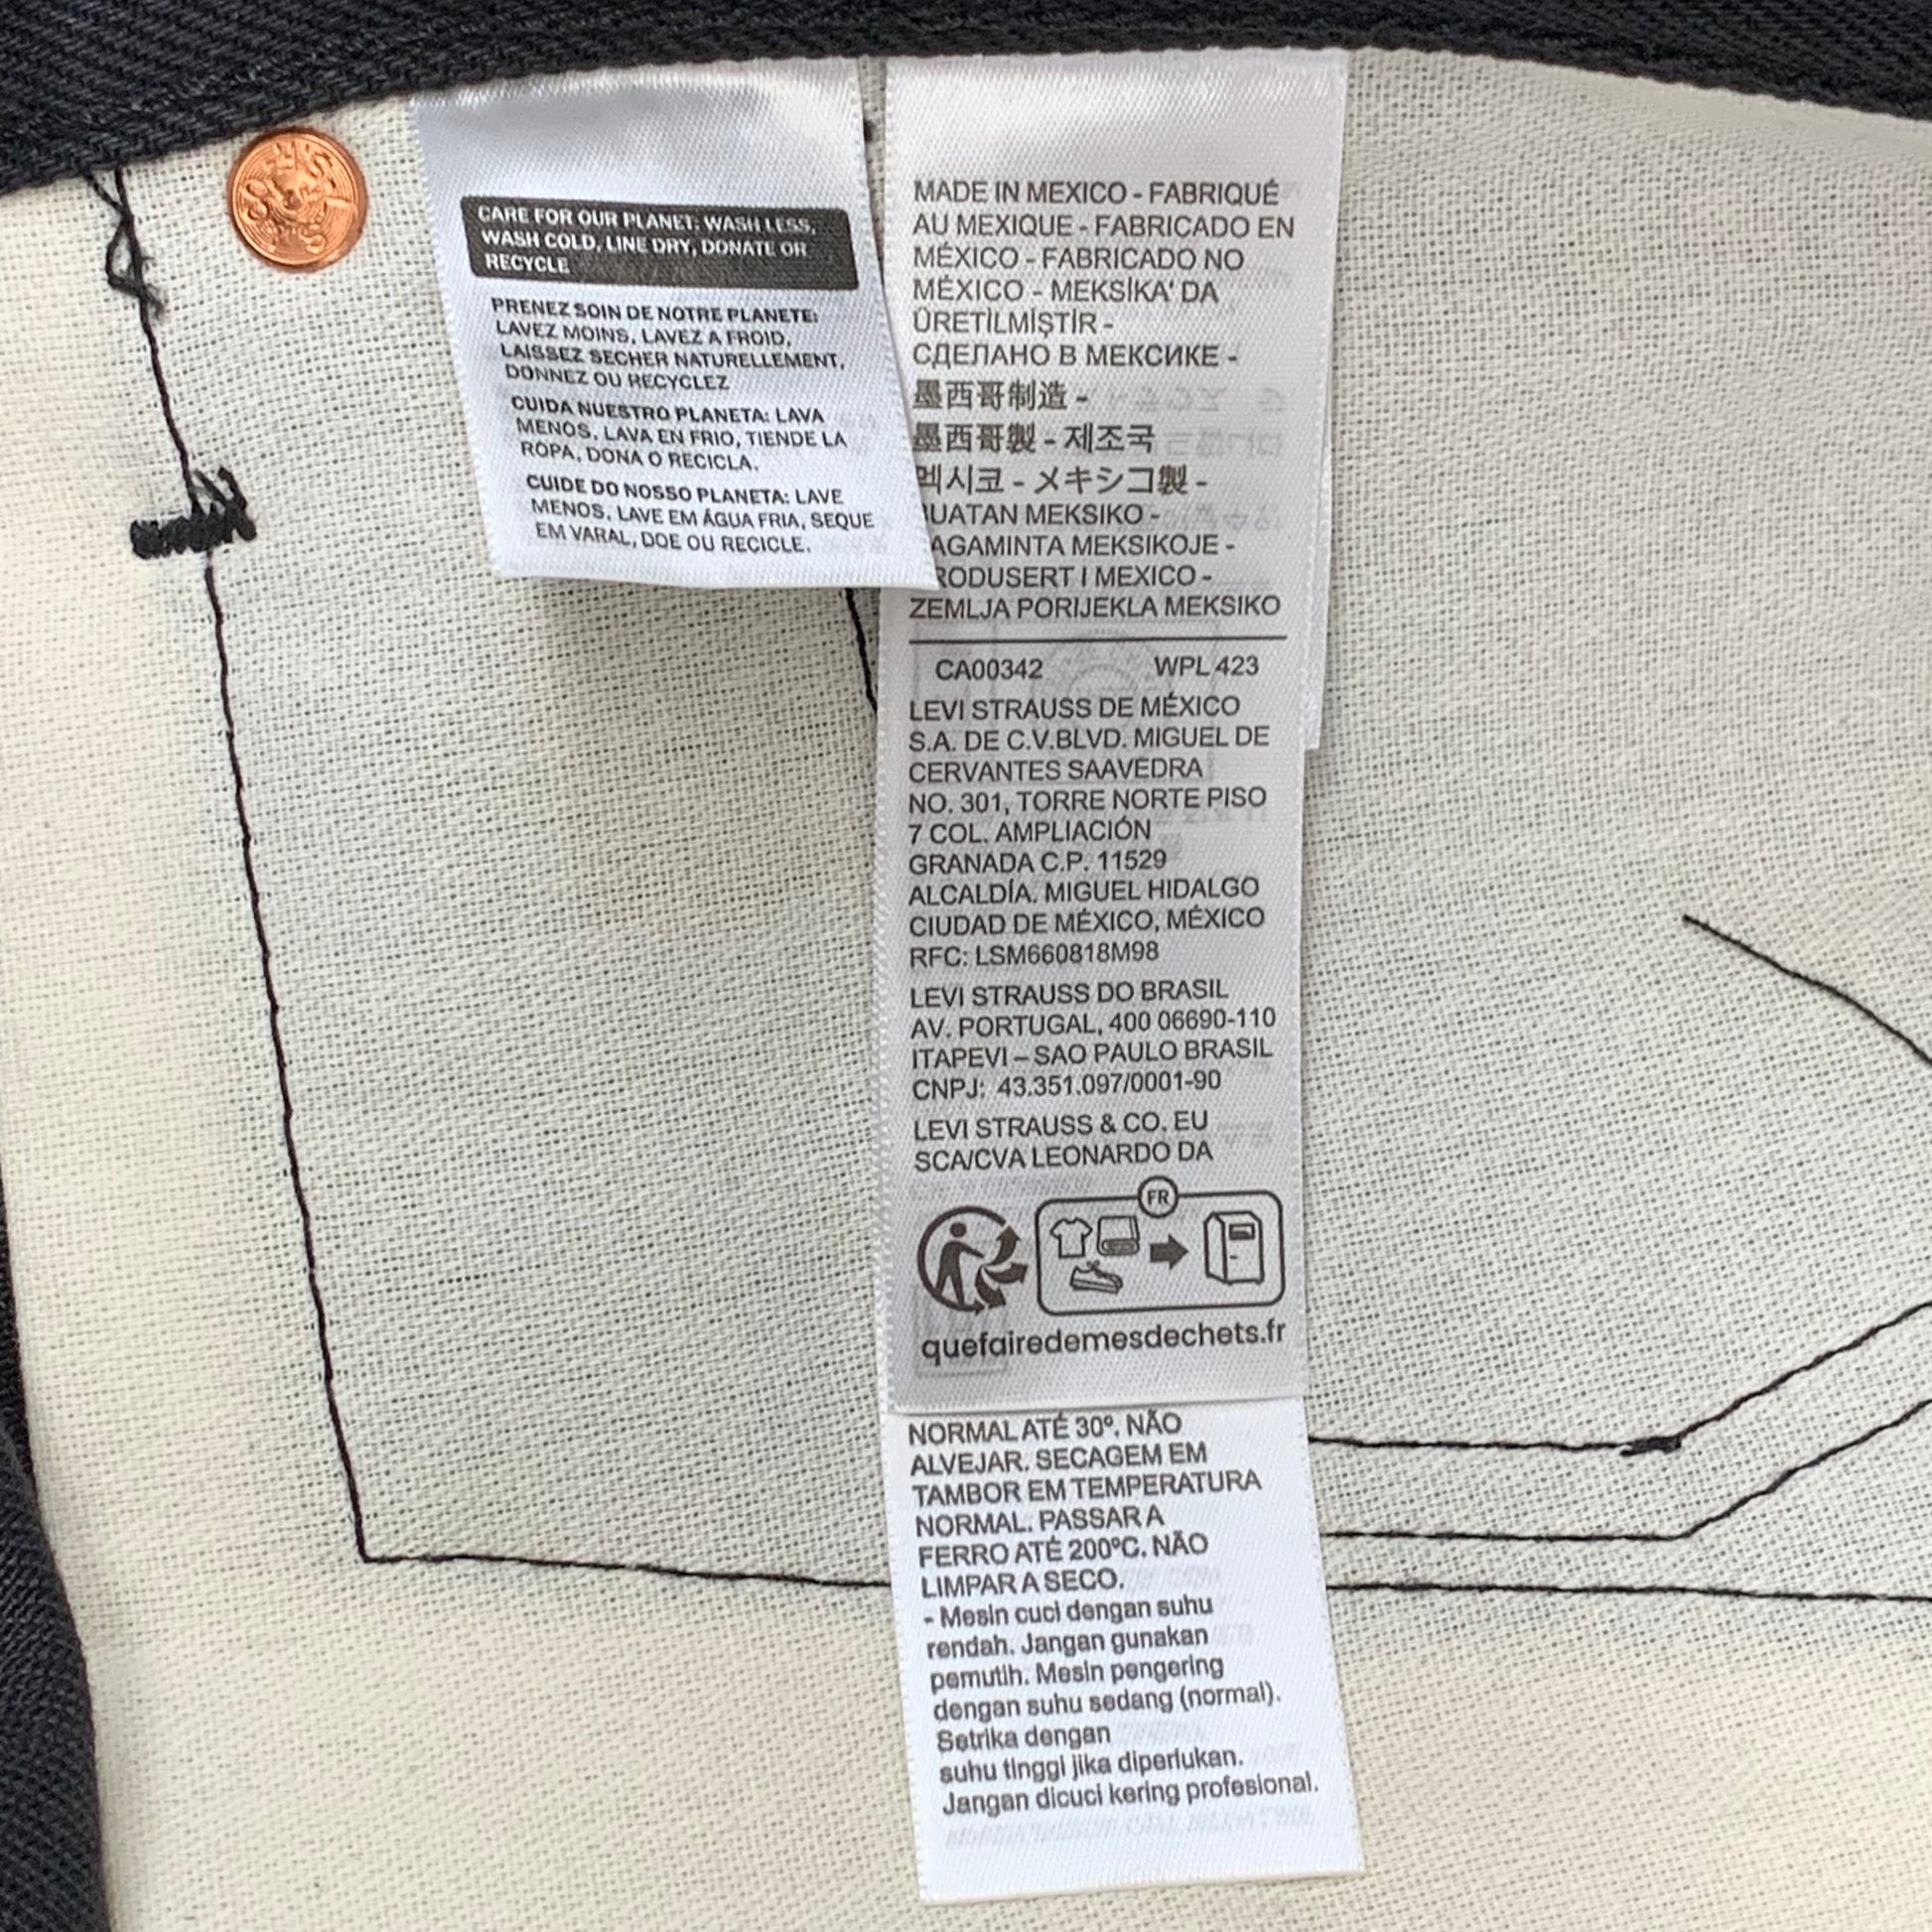 CARE FOR OUR PLANET: WASH LESS,
WASH COLD, LINE DRY, DONATE OR
RECYCLE
PRENEZ SOIN DE NOTRE PLANETE:
LAVEZ MOINS, LAVEZ A FROID,
LAISSEZ SECHER NATURELLEMENT,
DONNEZ OU RECYCLEZ
CUIDA NUESTRO PLANETA: LAVA
MENOS, LAVA EN FRIO, TIENDE LA
ROPA, DONA O RECICLA.
CUIDE DO NOSSO PLANETA: LAVE
MENOS, LAVE EM ÁGUA FRIA, SEQUE
EM VARAL, DOE OU RECICLE.
MADE IN MEXICO - FABRIQUÉ
AU MEXIQUE - FABRICADO EN
MÉXICO - FABRICADO NO
MÉXICO - MEKSİKA' DA
ÜRETİLMİŞTİR -
СДЕЛАНО В МЕКСИКЕ -
墨西哥制造 -
墨西哥製 - 제조국
멕시코 - メキシコ製 -
BUATAN MEKSIKO -
PAGAMINTA MEKSIKOJE -
PRODUSERT I MEXICO -
ZEMLJA PORIJEKLA MEKSIKO
CA00342 WPL 423
LEVI STRAUSS DE MÉXICO
S.A. DE C.V.BLVD. MIGUEL DE
CERVANTES SAAVEDRA
NO. 301, TORRE NORTE PISO
7 COL. AMPLIACIÓN
GRANADA C.P. 11529
ALCALDÍA. MIGUEL HIDALGO
CIUDAD DE MÉXICO, MÉXICO
RFC: LSM660818M98
LEVI STRAUSS DO BRASIL
AV. PORTUGAL, 400 06690-110
ITAPEVI – SAO PAULO BRASIL
CNPJ: 43.351.097/0001-90
LEVI STRAUSS & CO. EU
SCA/CVA LEONARDO DA
FR
quefairedemesdechets.fr
NORMAL ATÉ 30º. NÃO
ALVEJAR. SECAGEM EM
TAMBOR EM TEMPERATURA
NORMAL. PASSAR A
FERRO ATÉ 200ºC. NÃO
LIMPAR A SECO.
- Mesin cuci dengan suhu
rendah. Jangan gunakan
pemutih. Mesin pengering
dengan suhu sedang (normal).
Setrika dengan
suhu tinggi jika diperlukan.
Jangan dicuci kering profesional.